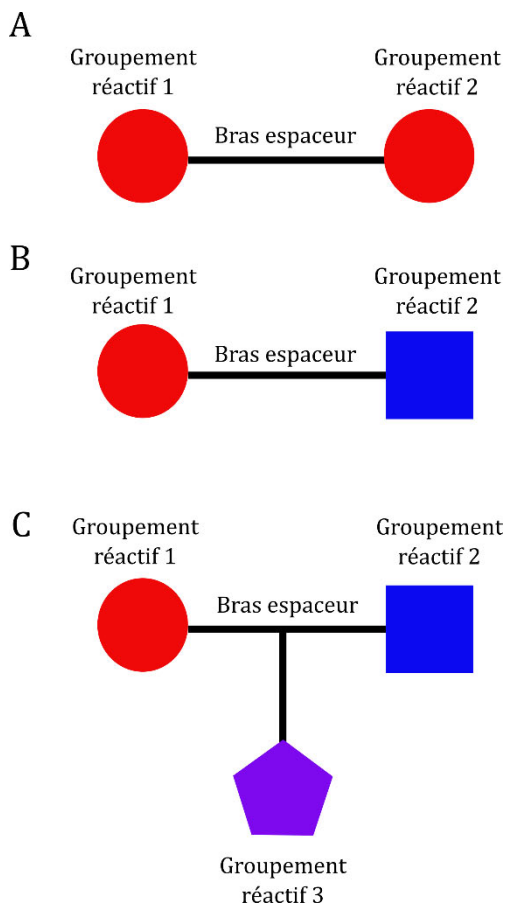 A
Groupement
réactif 1
Groupement
réactif 2
Bras espaceur
B
Groupement
réactif 1
Groupement
réactif 2
Bras espaceur
C
Groupement
réactif 1
Groupement
réactif 2
Bras espaceur
Groupement
réactif 3